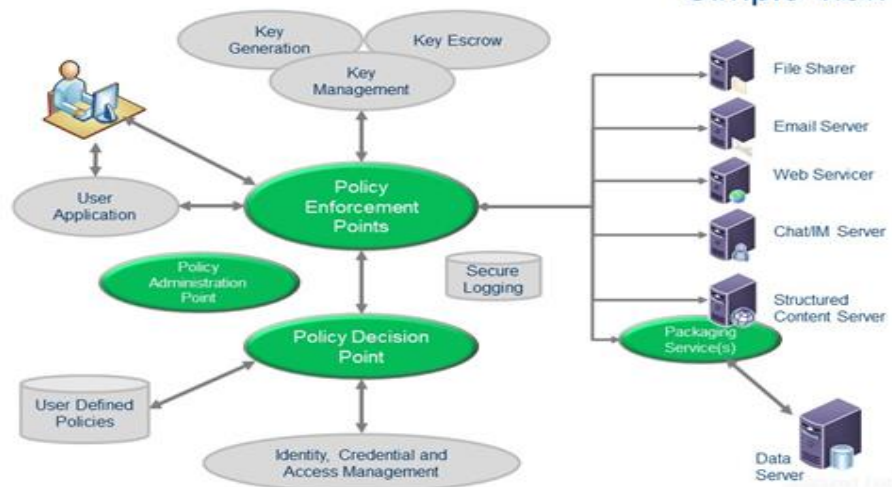 Key
Generation
Key Escrow
Key
Management
File Sharer
Email Server
Web Servicer
Chat/IM Server
Structured
Content Server
User
Application
Policy
Enforcement
Points
Policy
Administration
Point
Secure
Logging
Policy Decision
Point
Packaging
Service(s)
User Defined
Policies
Identity, Credential and
Access Management
Data
Server